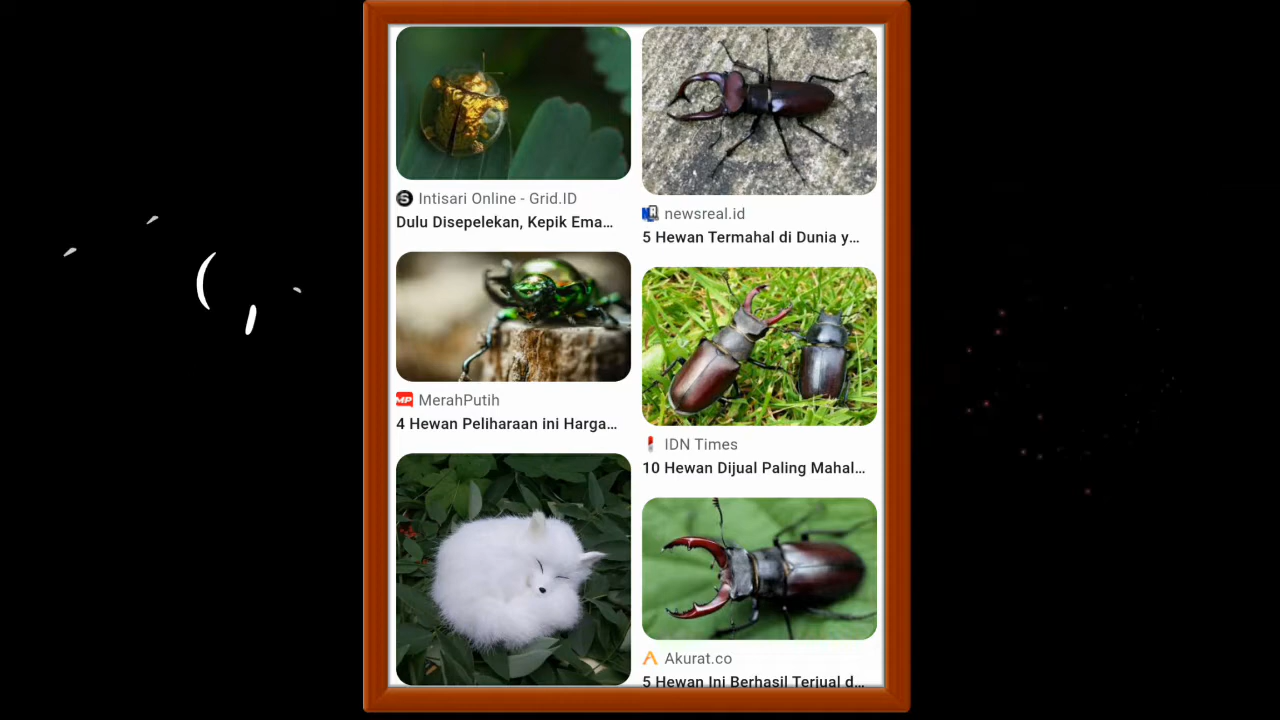 Intisari Online - Grid.ID
Dulu Disepelekan, Kepik Ema...
MP MerahPutih
4 Hewan Peliharaan ini Harga...
newsreal.id
5 Hewan Termahal di Dunia y...
IDN Times
10 Hewan Dijual Paling Mahal...
Akurat.co
5 Hewan Ini Berhasil Terjual d...